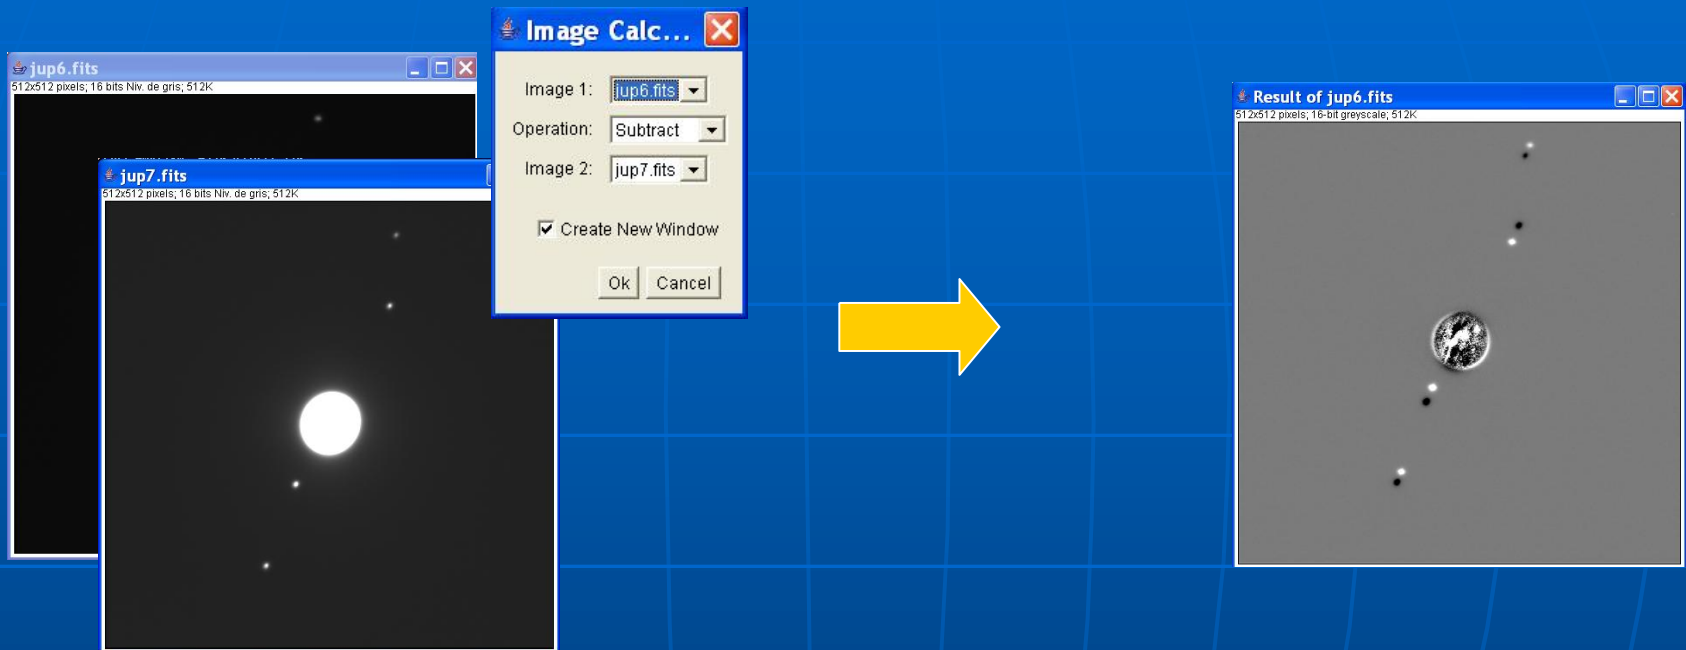 jup6.fits
512x512 pixels; 16 bits Niv. de gris; 512K
jup7.fits
512x512 pixels; 16 bits Niv. de gris; 512K
Image Calc...
Image 1: jup6.fits
Operation: Subtract
Image 2: jup7.fits
Create New Window
Ok Cancel
Result of jup6.fits
512x512 pixels; 16-bit greyscale; 512K